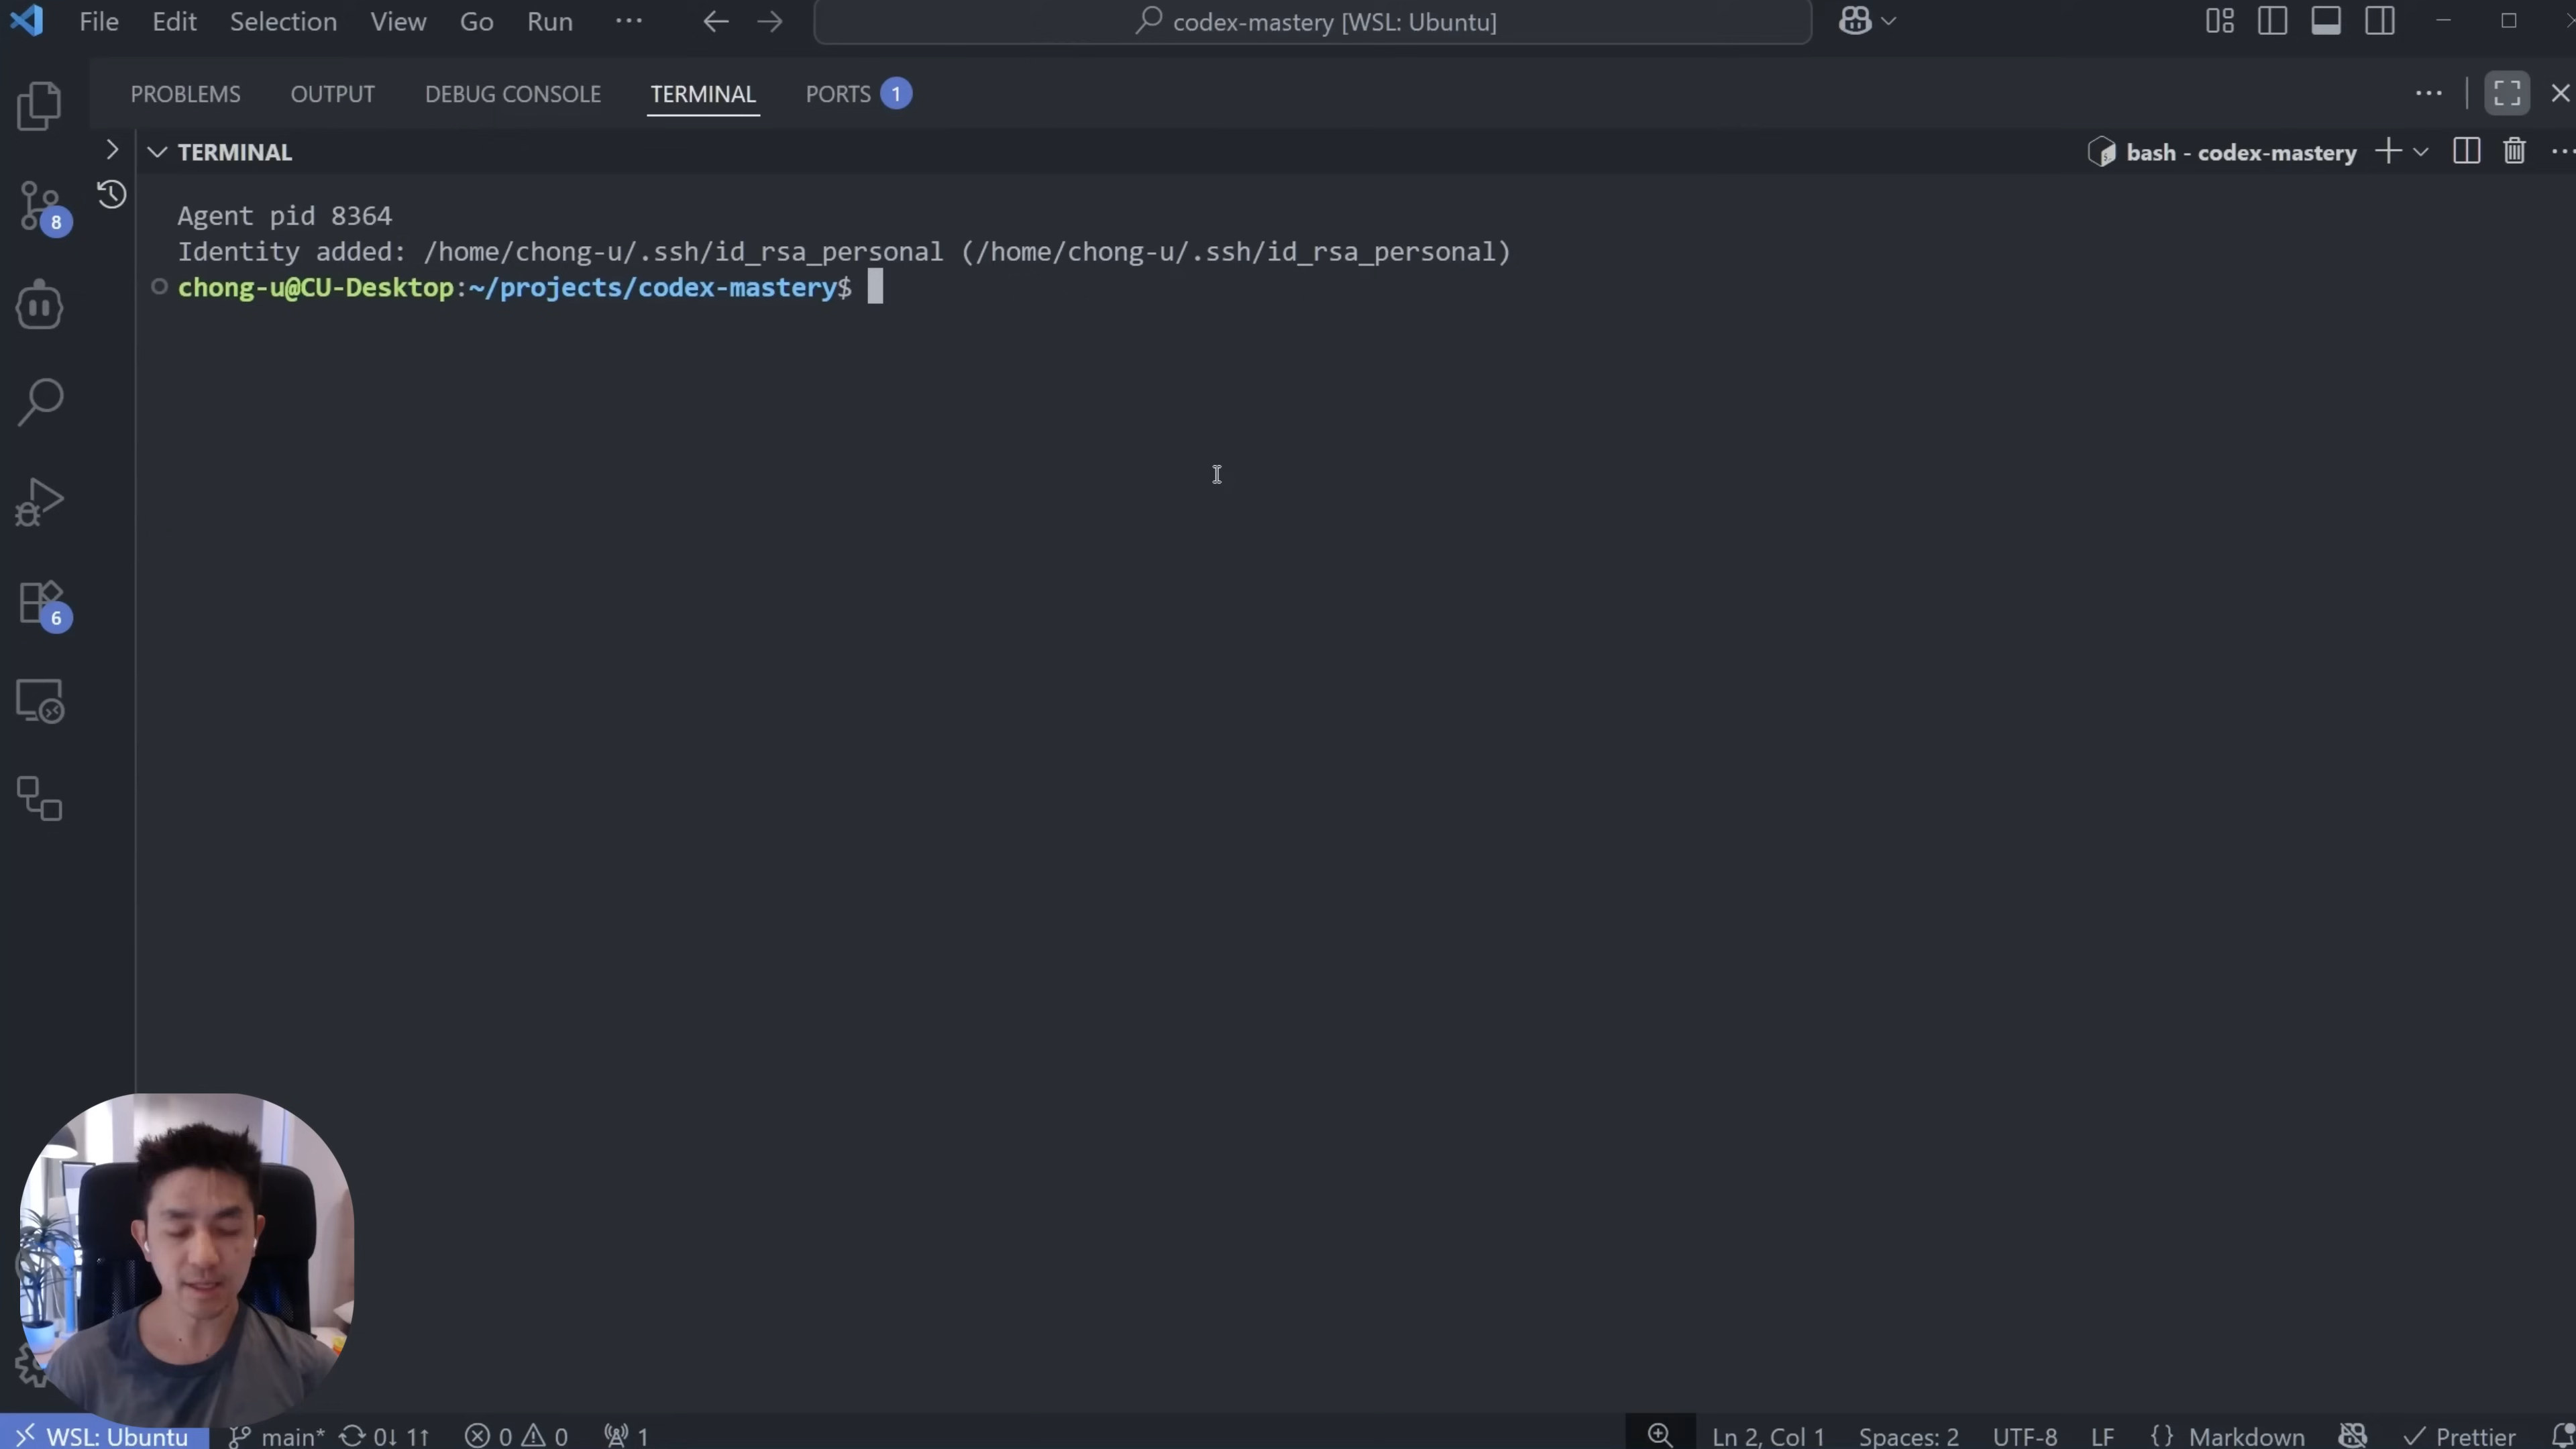 File Edit Selection View Go Run ··· codex-mastery [WSL: Ubuntu]
PROBLEMS OUTPUT DEBUG CONSOLE TERMINAL PORTS 1
TERMINAL bash - codex-mastery
Agent pid 8364
Identity added: /home/chong-u/.ssh/id_rsa_personal (/home/chong-u/.ssh/id_rsa_personal)
chong-u@CU-Desktop:~/projects/codex-mastery$
8
6
WSL: Ubuntu main* 0↓ 1↑ 0 0 1 Ln 2, Col 1 Spaces: 2 UTF-8 LF {} Markdown Prettier